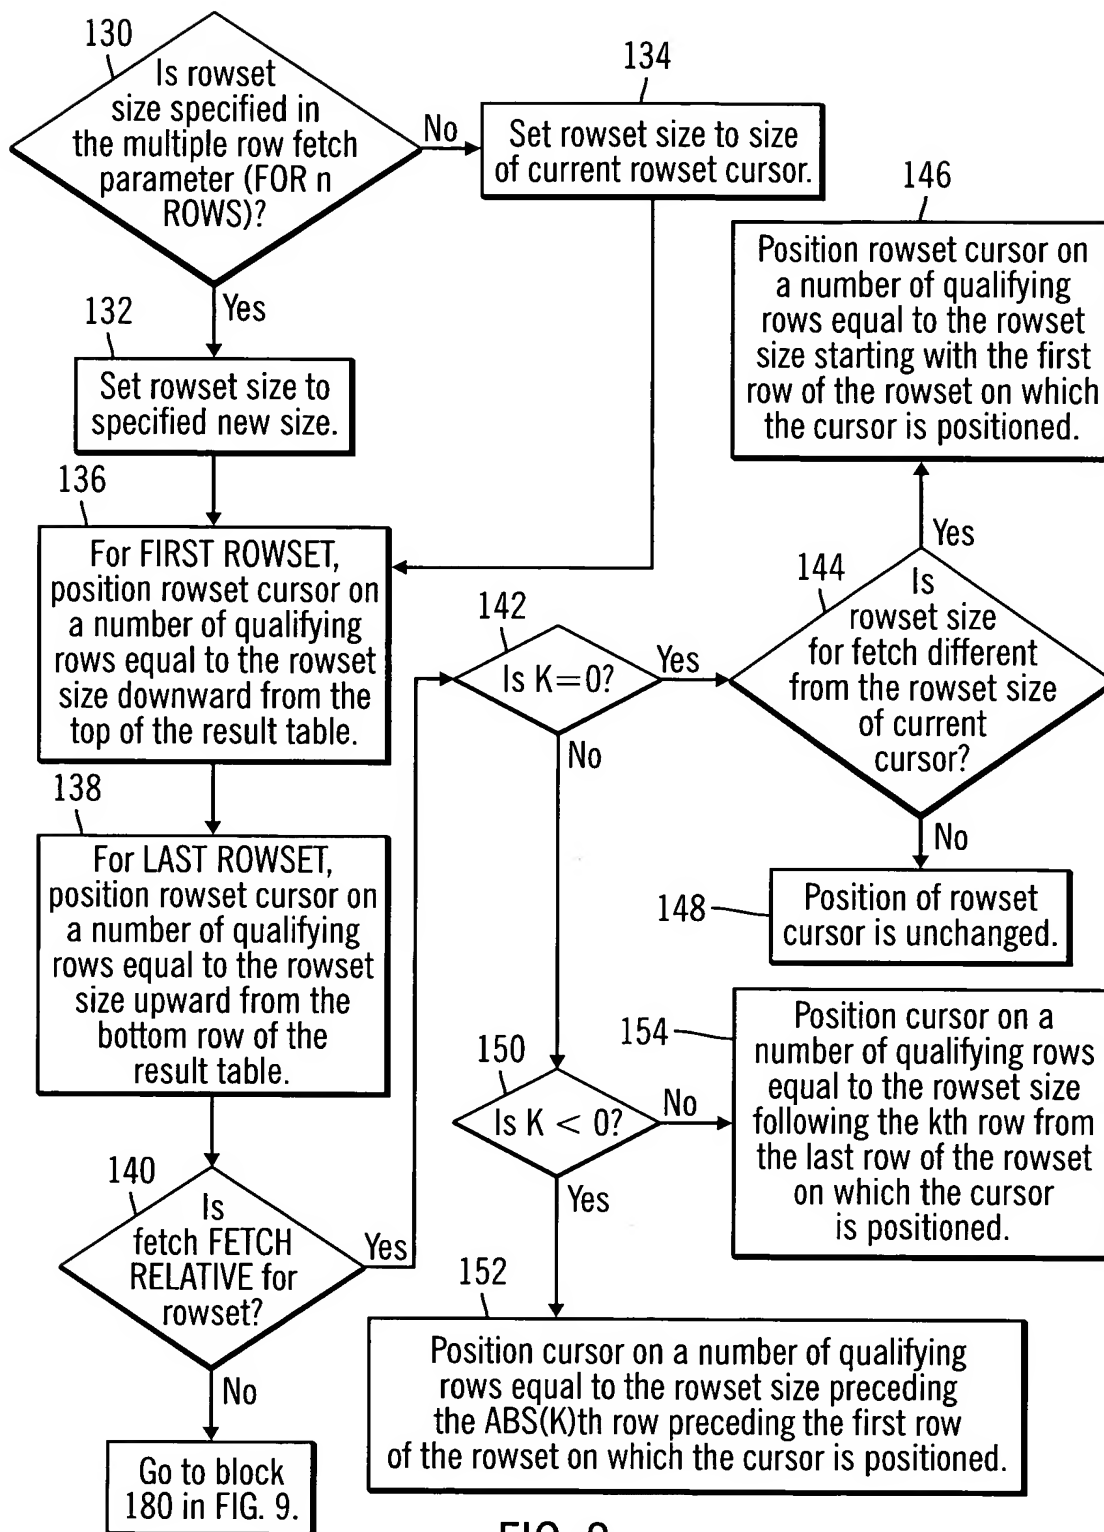 130
Is rowset
size specified in
the multiple row fetch
parameter (FOR n
ROWS)?
No
134
Set rowset size to size
of current rowset cursor.
Yes
132
Set rowset size to
specified new size.
136
For FIRST ROWSET,
position rowset cursor on
a number of qualifying
rows equal to the rowset
size downward from the
top of the result table.
138
For LAST ROWSET,
position rowset cursor on
a number of qualifying
rows equal to the rowset
size upward from the
bottom row of the
result table.
140
Is
fetch FETCH
RELATIVE for
rowset?
Yes
No
Go to block
180 in FIG. 9.
142
Is K=0?
Yes
No
144
Is
rowset size
for fetch different
from the rowset size
of current
cursor?
Yes
146
Position rowset cursor on
a number of qualifying
rows equal to the rowset
size starting with the first
row of the rowset on which
the cursor is positioned.
No
148
Position of rowset
cursor is unchanged.
150
Is K < 0?
No
154
Position cursor on a
number of qualifying rows
equal to the rowset size
following the kth row from
the last row of the rowset
on which the cursor
is positioned.
Yes
152
Position cursor on a number of qualifying
rows equal to the rowset size preceding
the ABS(K)th row preceding the first row
of the rowset on which the cursor is positioned.